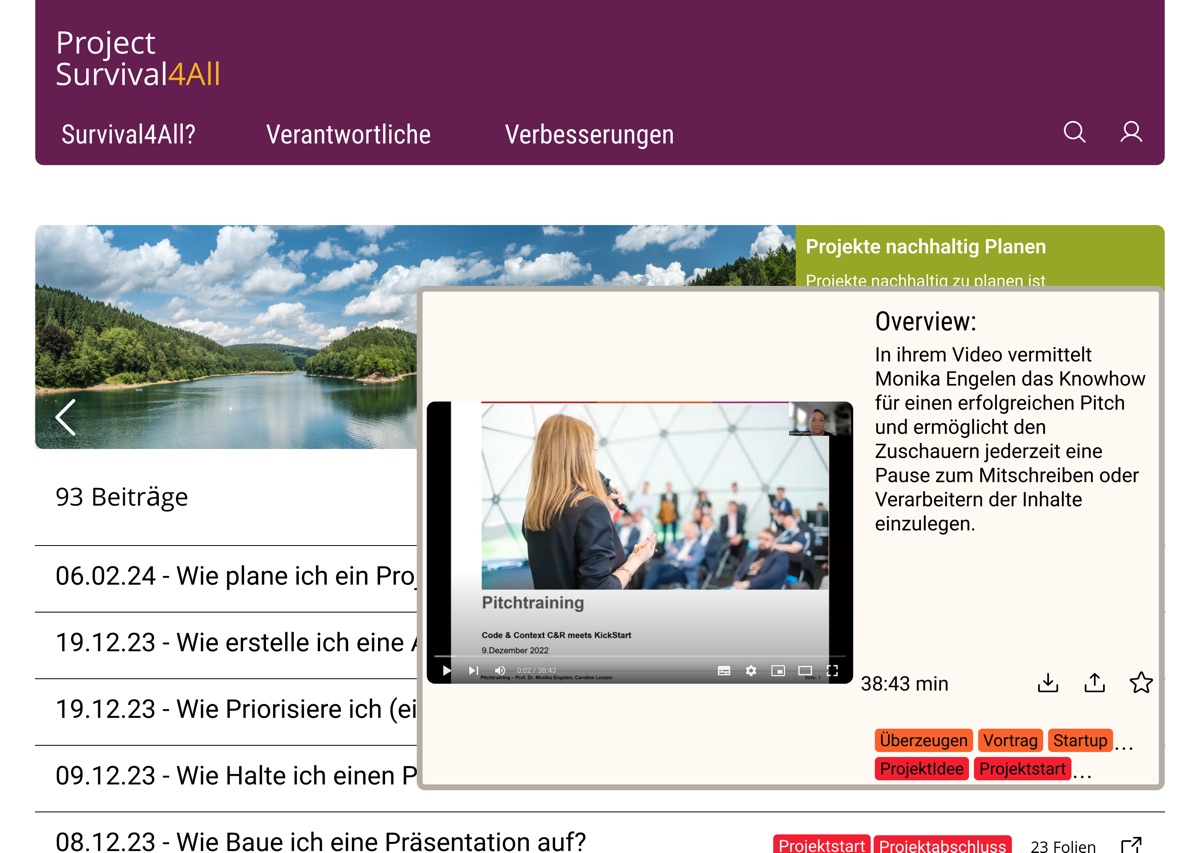 Project
Survival4All
Survival4All?
Verantwortliche
Verbesserungen
Projekte nachhaltig Planen
Projekte nachhaltig zu planen ist
Overview:
In ihrem Video vermittelt
Monika Engelen das Knowhow
für einen erfolgreichen Pitch
und ermöglicht den
Zuschauern jederzeit eine
Pause zum Mitschreiben oder
Verarbeitern der Inhalte
einzulegen.
Pitchtraining
Code & Context C&R meets KickStart
9.Dezember 2022
0:02 / 38:43
Pitchtraining – Prof. Dr. Monika Engelen, Caroline Lenzen
Seite: 1
38:43 min
Überzeugen Vortrag Startup ...
ProjektIdee Projektstart ...
93 Beiträge
06.02.24 - Wie plane ich ein Proj
19.12.23 - Wie erstelle ich eine A
19.12.23 - Wie Priorisiere ich (ei
09.12.23 - Wie Halte ich einen P
08.12.23 - Wie Baue ich eine Präsentation auf?
Projektstart Projektabschluss 23 Folien